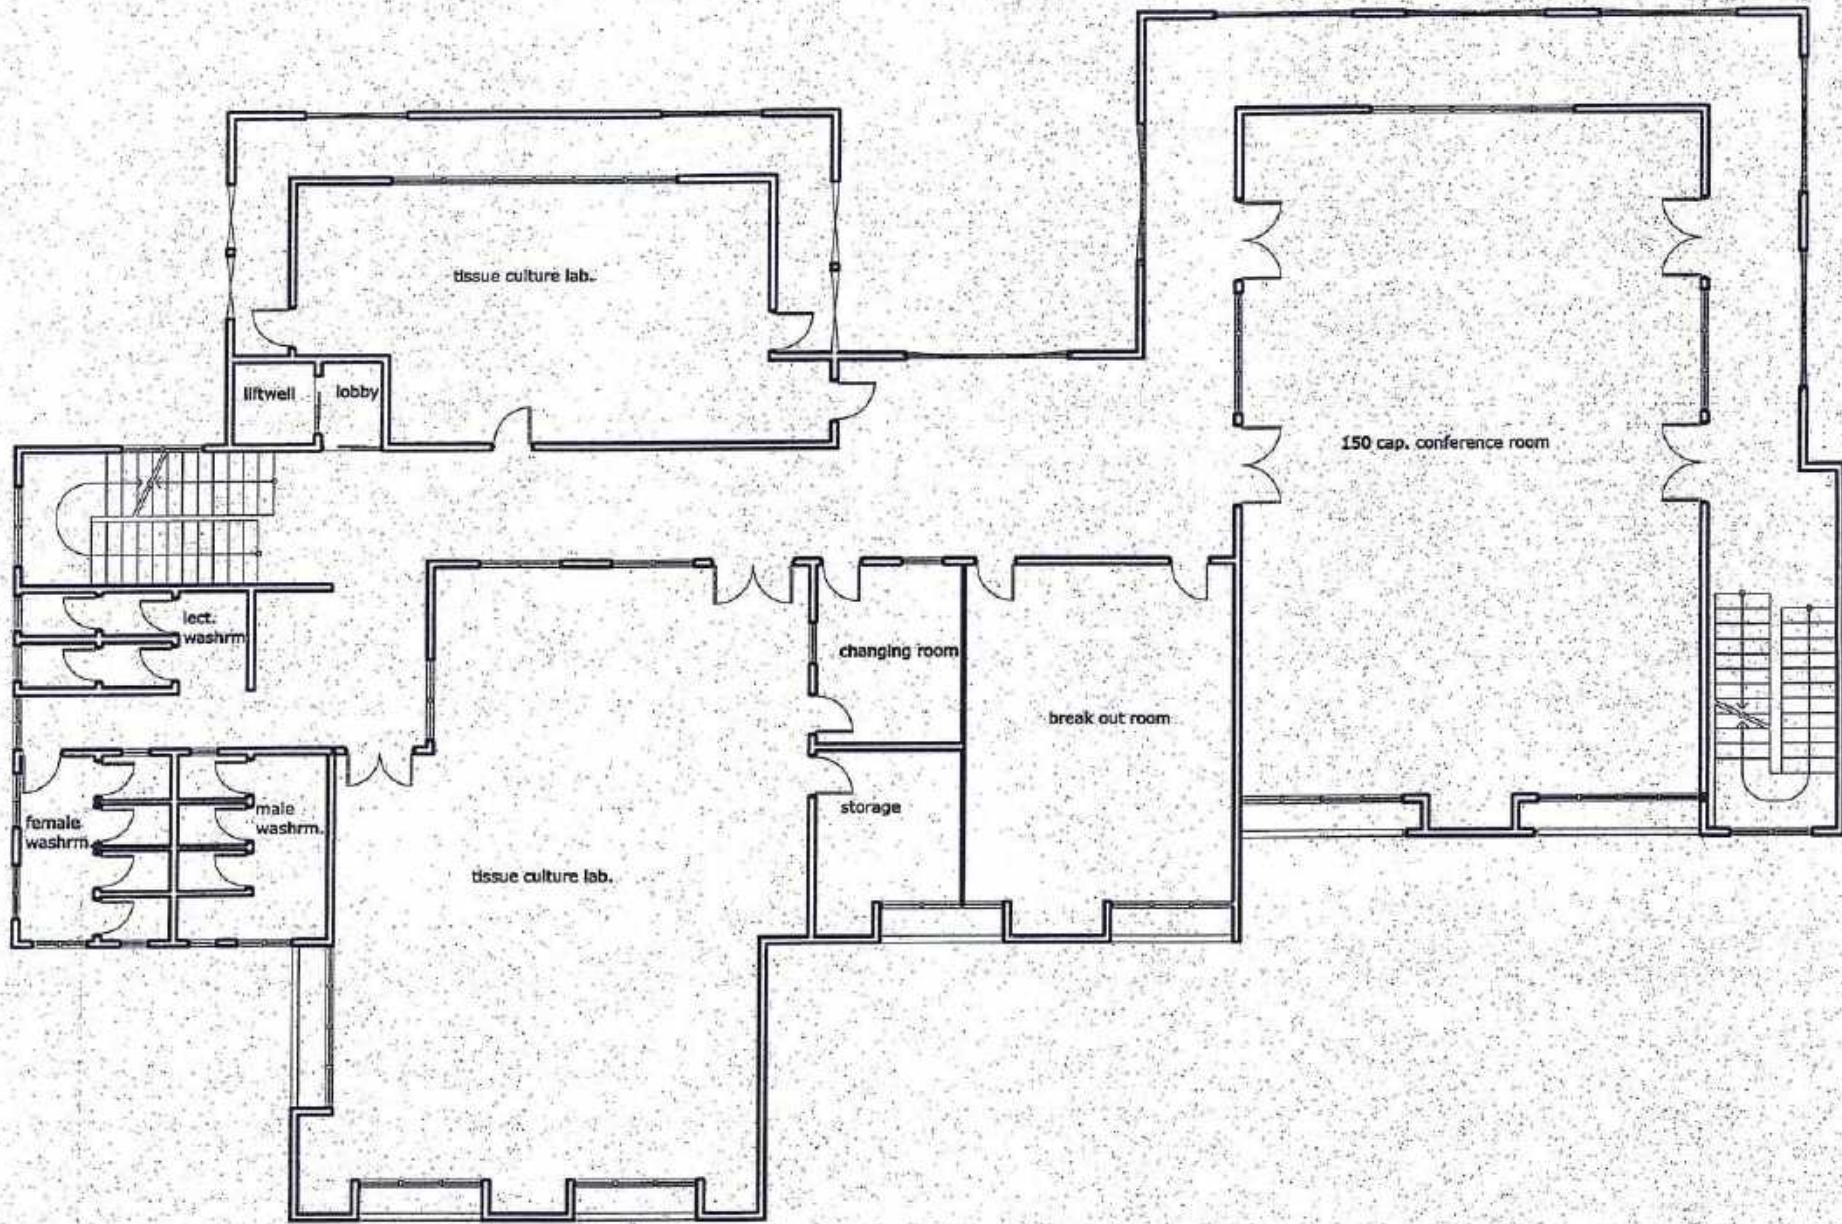 tissue culture lab.
liftwell
lobby
150 cap. conference room
lect.
washrm
changing room
break out room
storage
female
washrm.
male
washrm.
tissue culture lab.